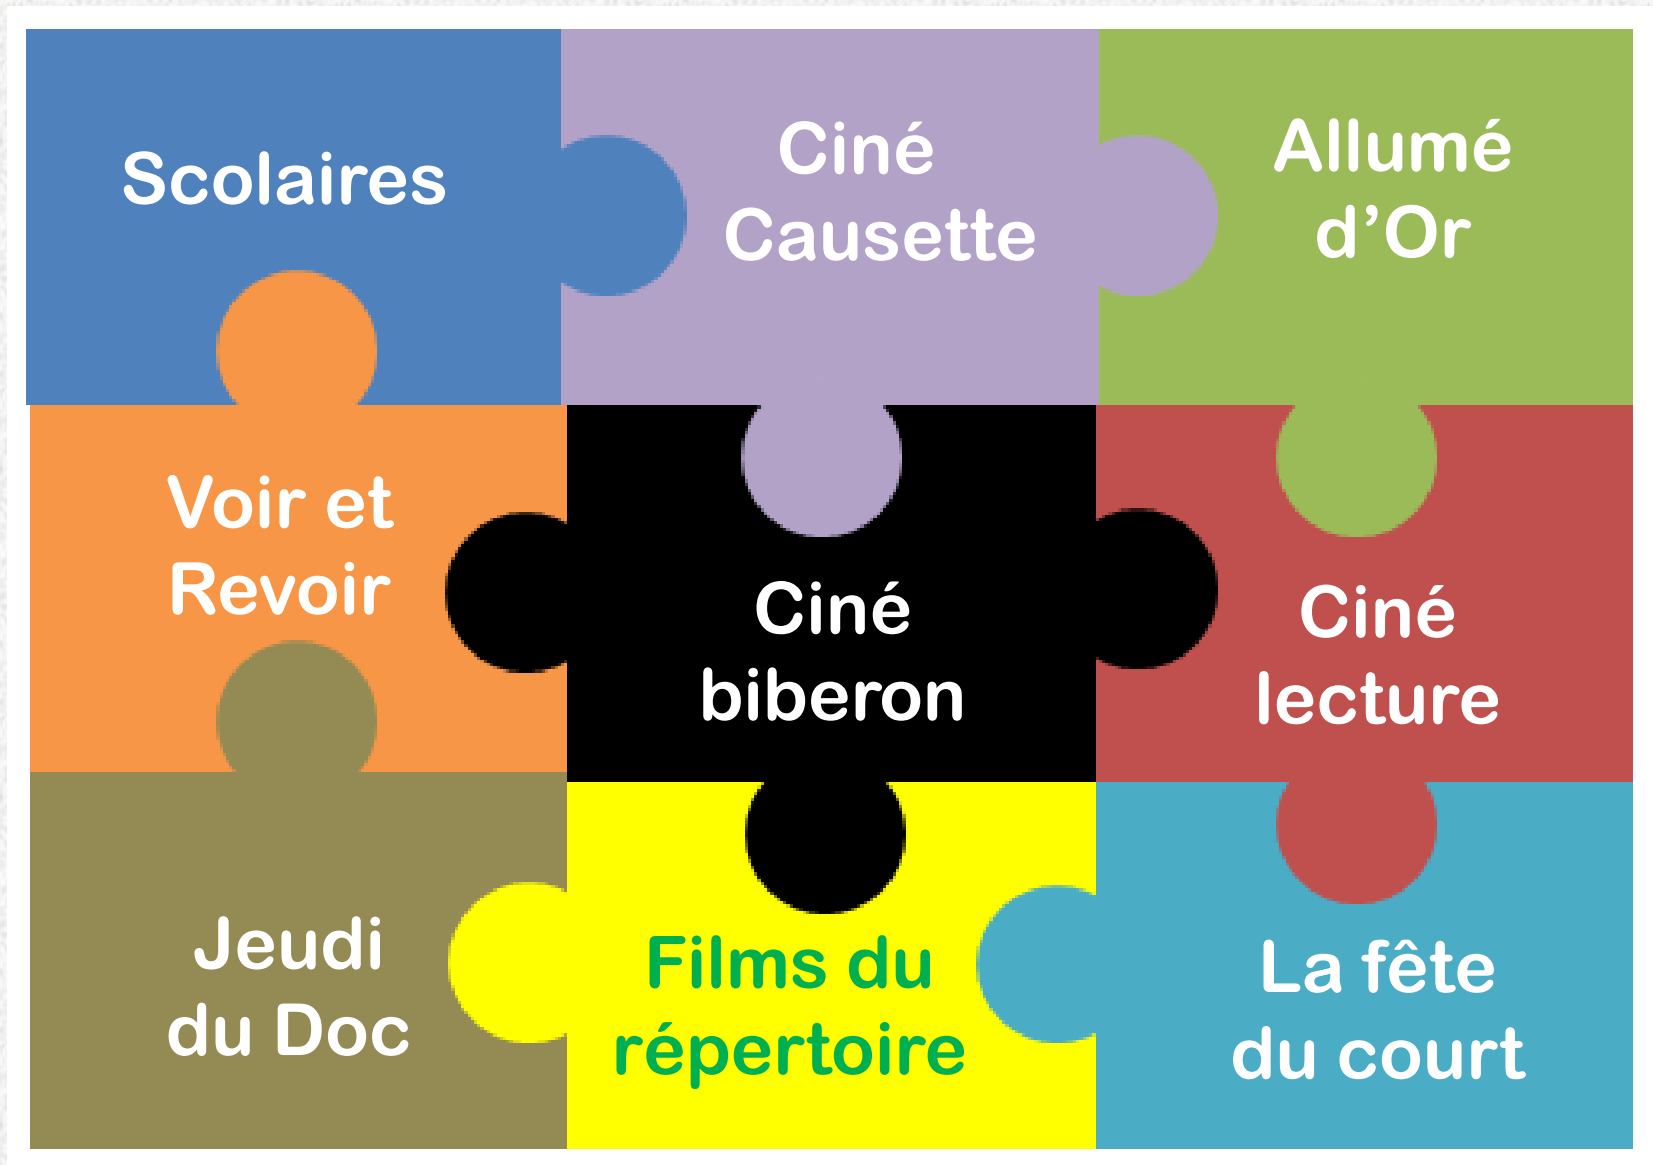 Scolaires
Ciné
Causette
Allumé
d’Or
Voir et
Revoir
Ciné
biberon
Ciné
lecture
Jeudi
du Doc
Films du
répertoire
La fête
du court